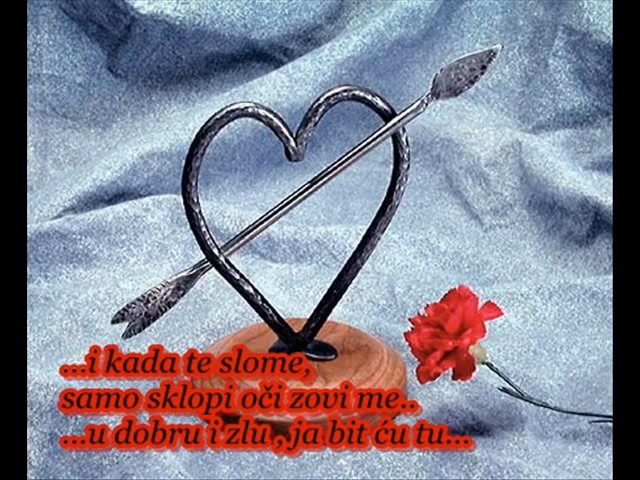 ...i kada te slome,
samo sklopi oči zovi me..
...u dobru i zlu , ja bit ću tu...